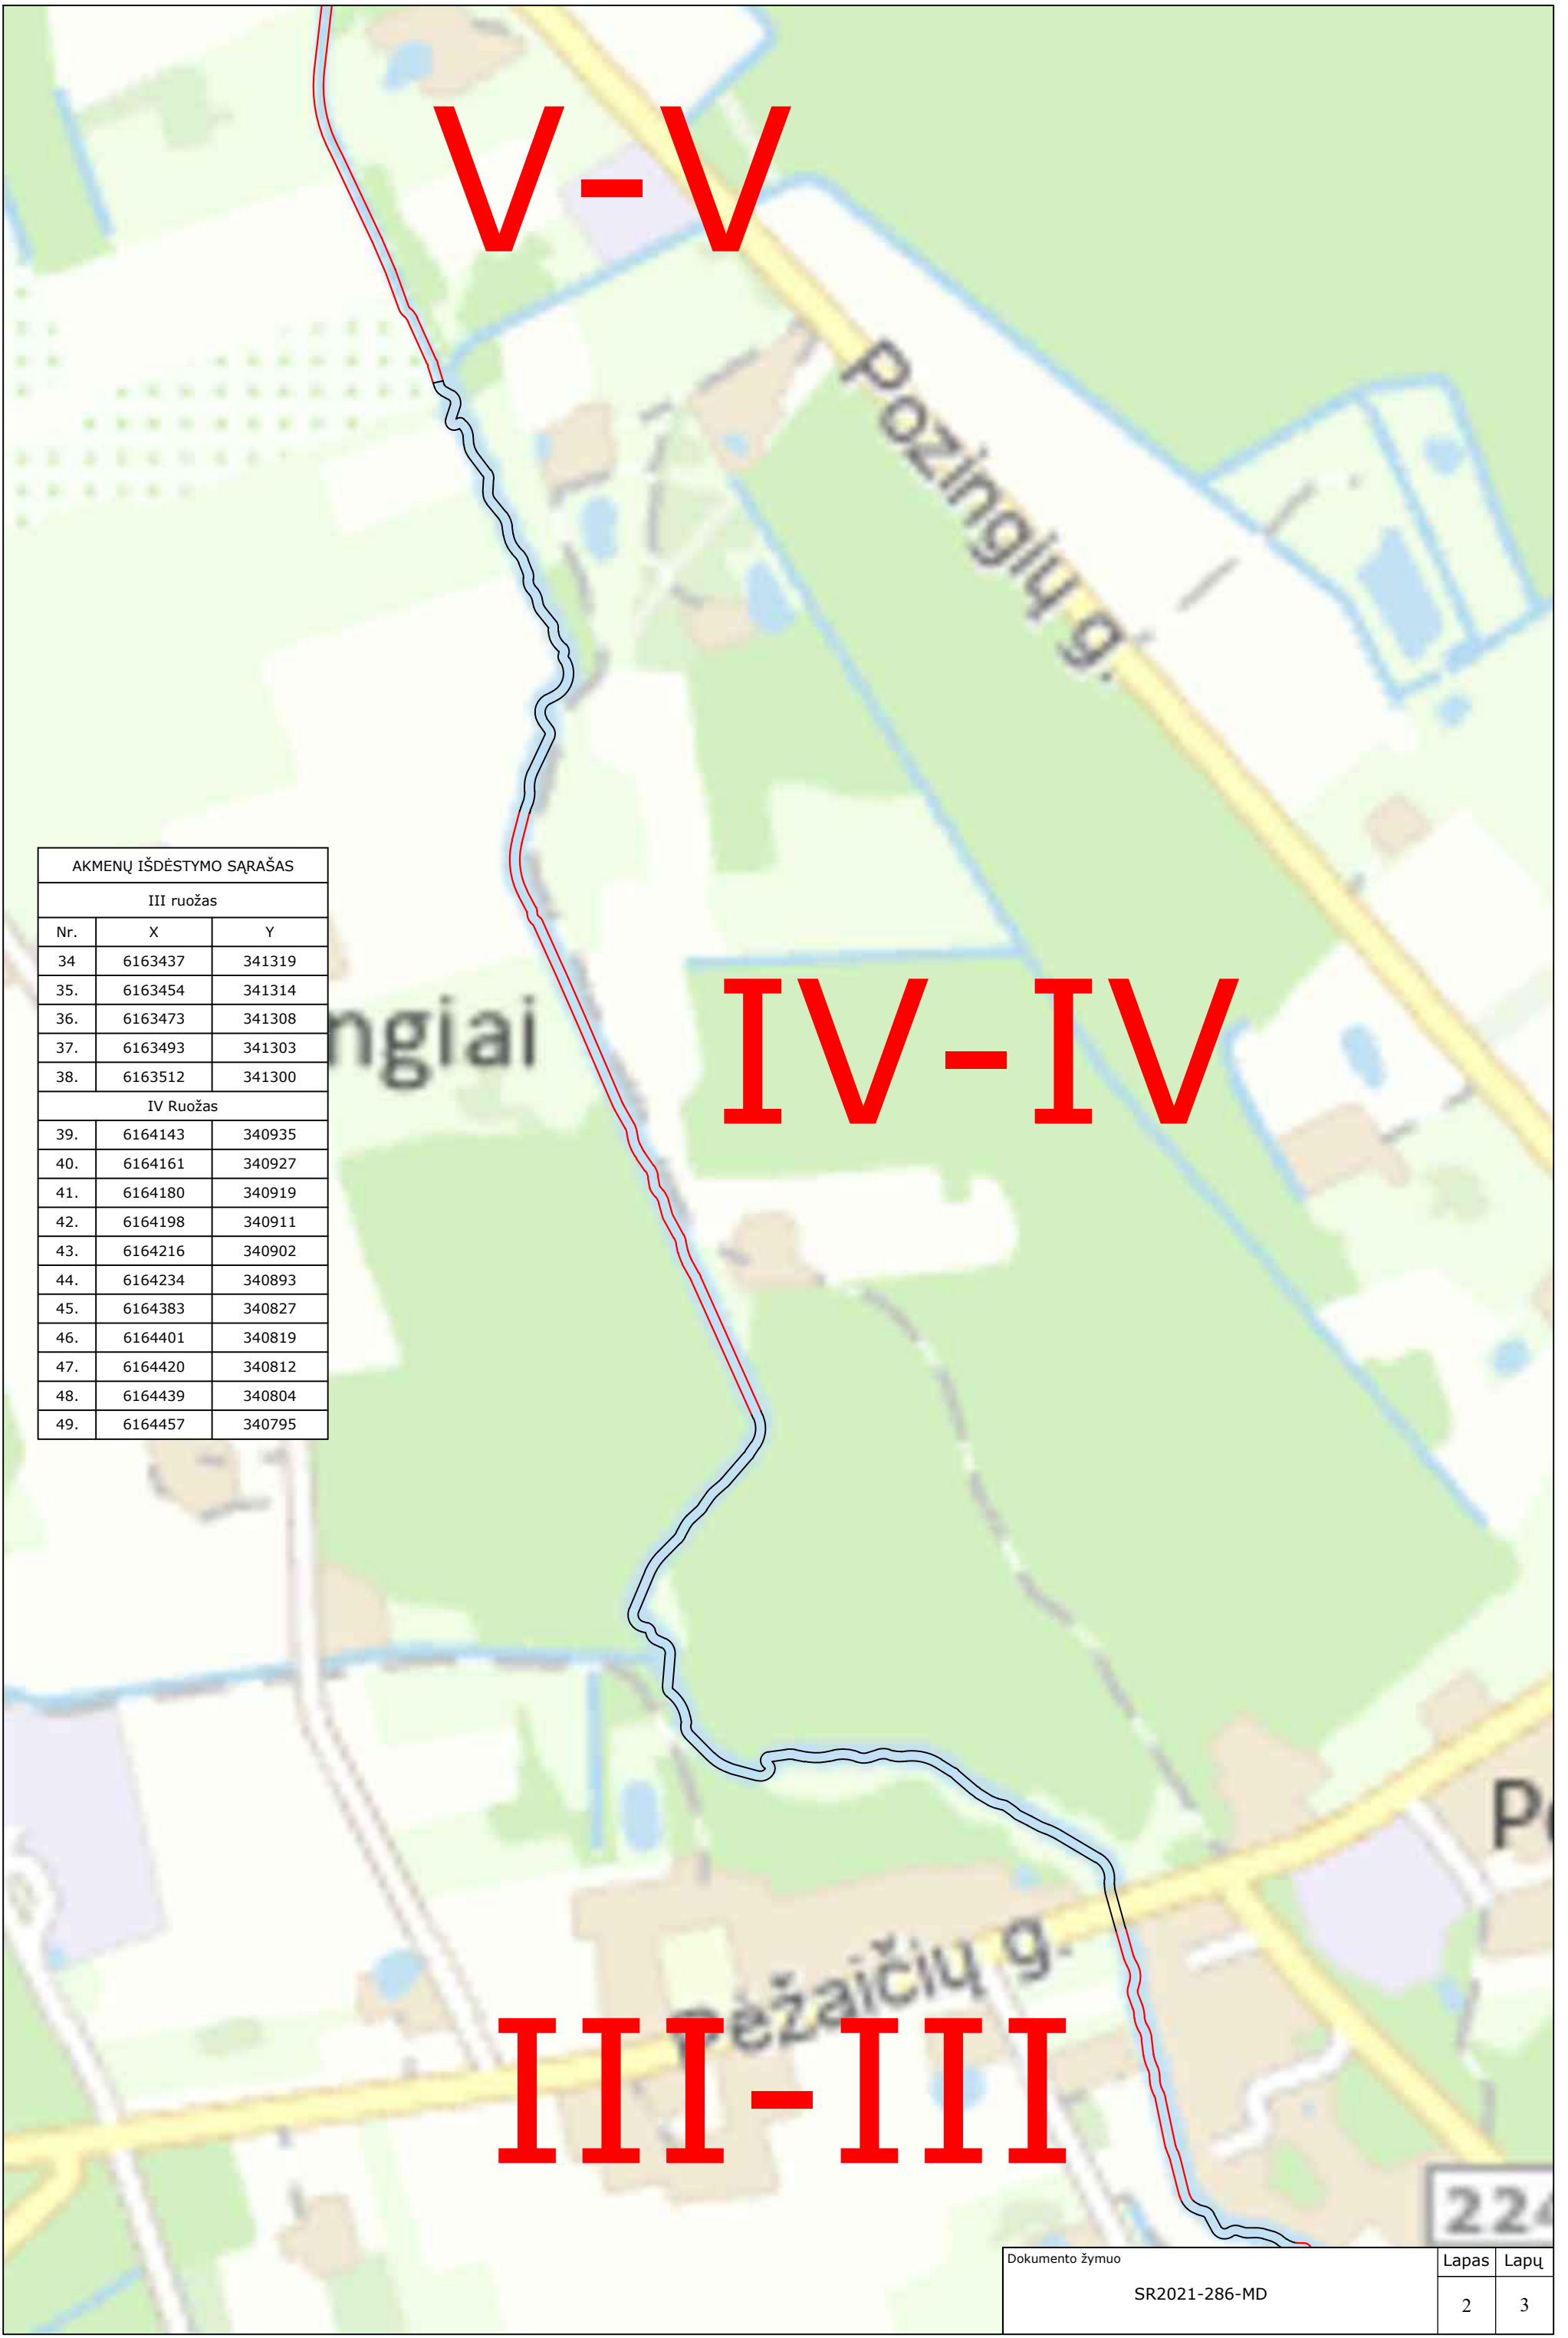 V-V
Pozingių g.
AKMENŲ IŠDĖSTYMO SĄRAŠAS
III ruožas
Nr. X Y
34 6163437 341319
35. 6163454 341314
36. 6163473 341308
37. 6163493 341303
38. 6163512 341300
IV Ruožas
39. 6164143 340935
40. 6164161 340927
41. 6164180 340919
42. 6164198 340911
43. 6164216 340902
44. 6164234 340893
45. 6164383 340827
46. 6164401 340819
47. 6164420 340812
48. 6164439 340804
49. 6164457 340795
ngiai
IV-IV
Pėžaičių g.
III-III
224
Dokumento žymuo
SR2021-286-MD
Lapas Lapų
2 3